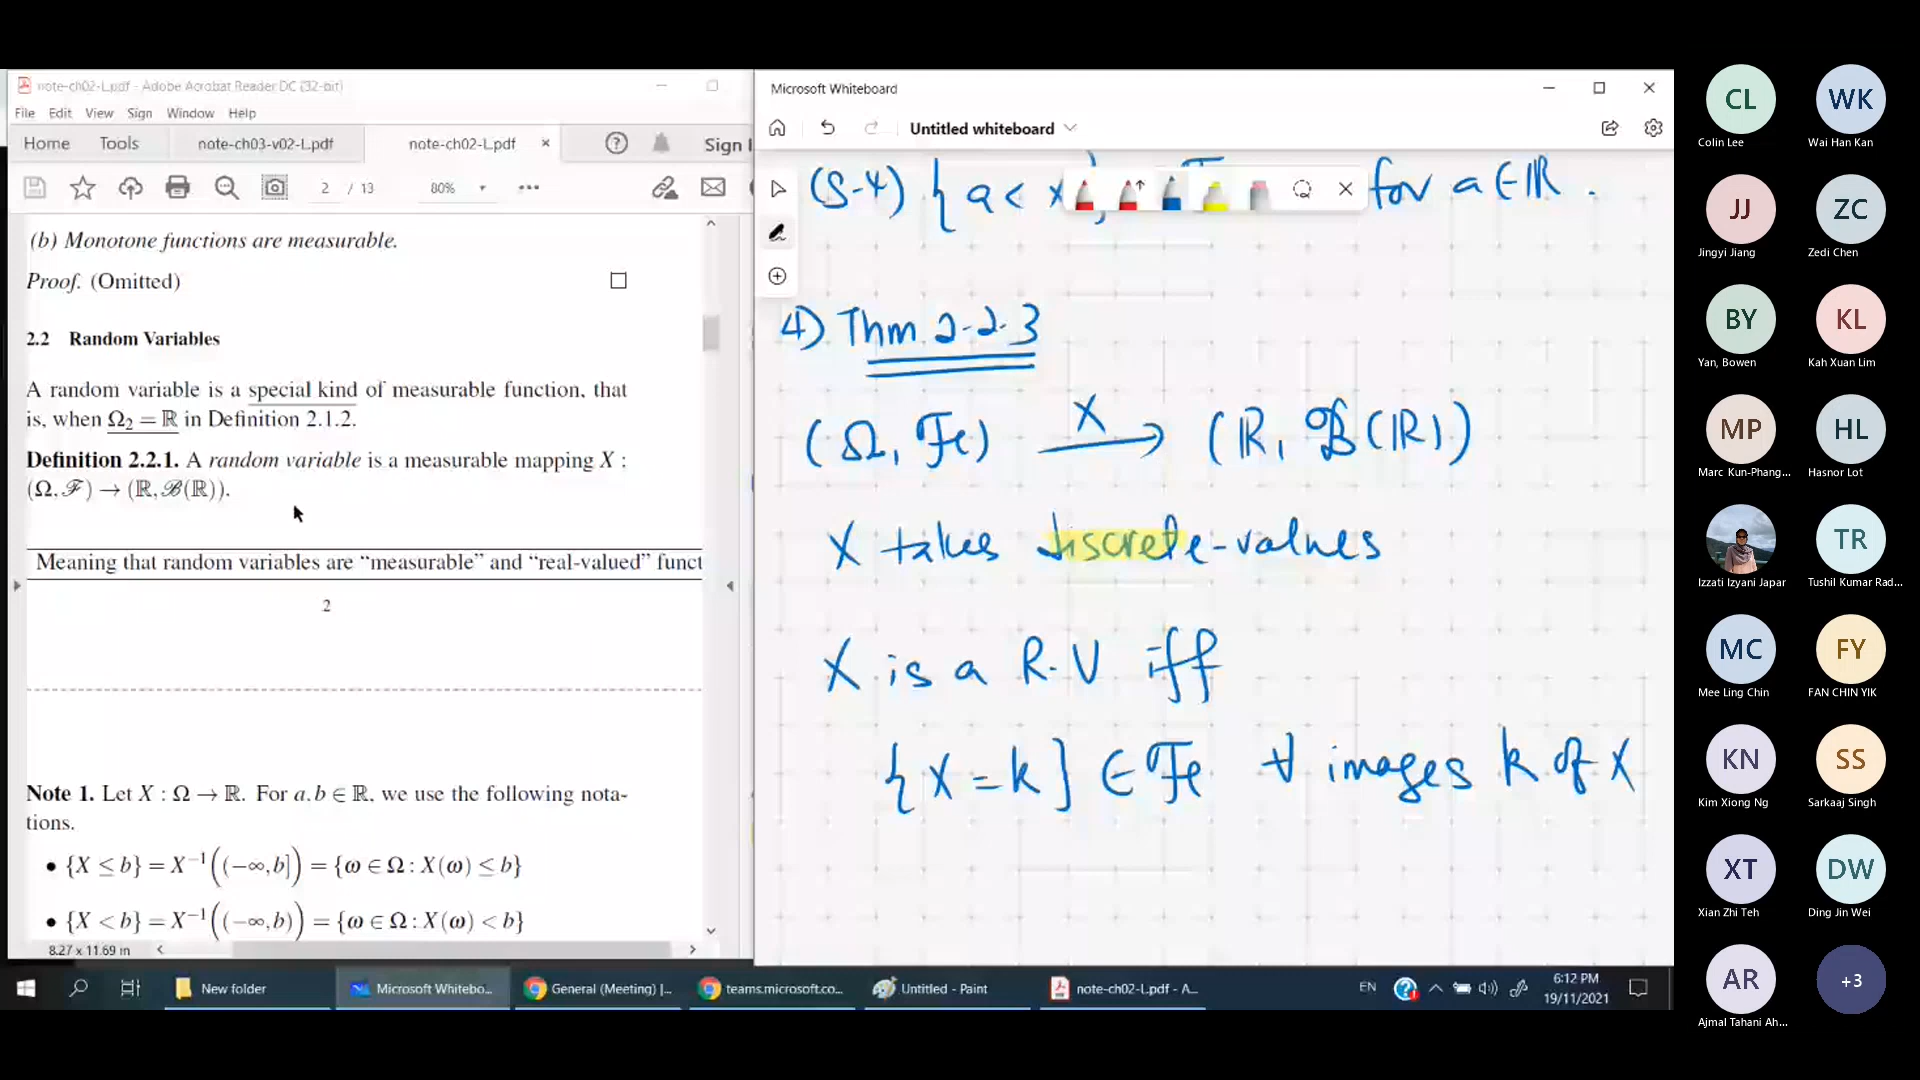 note-ch02-L.pdf - Adobe Acrobat Reader DC (32-bit)
File Edit View Sign Window Help
Home Tools note-ch03-v02-L.pdf note-ch02-L.pdf × Sign I
2 / 13 80%
(b) Monotone functions are measurable.
Proof. (Omitted) □
2.2 Random Variables
A random variable is a special kind of measurable function, that
is, when Ω₂ = ℝ in Definition 2.1.2.
Definition 2.2.1. A random variable is a measurable mapping X :
(Ω, ℱ) → (ℝ, ℬ(ℝ)).
Meaning that random variables are “measurable” and “real-valued” funct
2
Note 1. Let X : Ω → ℝ. For a, b ∈ ℝ, we use the following nota-
tions.
• {X ≤ b} = X⁻¹((−∞, b]) = {ω ∈ Ω : X(ω) ≤ b}
• {X < b} = X⁻¹((−∞, b)) = {ω ∈ Ω : X(ω) < b}
8.27 x 11.69 in
Microsoft Whiteboard
Untitled whiteboard
(S-4) { a < X for a ∈ ℝ .
4) Thm 2-2-3
(Ω, ℱ) X → (ℝ, ℬ(ℝ))
X takes discrete-values
X is a R.V iff
{X = k} ∈ ℱ ∀ images k of X
CL WK
Colin Lee Wai Han Kan
JJ ZC
Jingyi Jiang Zedi Chen
BY KL
Yan, Bowen Kah Xuan Lim
MP HL
Marc Kun-Phang... Hasnor Lot
TR
Izzati Izyani Japar Tushil Kumar Rad...
MC FY
Mee Ling Chin FAN CHIN YIK
KN SS
Kim Xiong Ng Sarkaaj Singh
XT DW
Xian Zhi Teh Ding Jin Wei
AR +3
Ajmal Tahani Ah...
New folder Microsoft Whitebo... General (Meeting) |... teams.microsoft.co... Untitled - Paint note-ch02-L.pdf - A...
EN 6:12 PM
19/11/2021